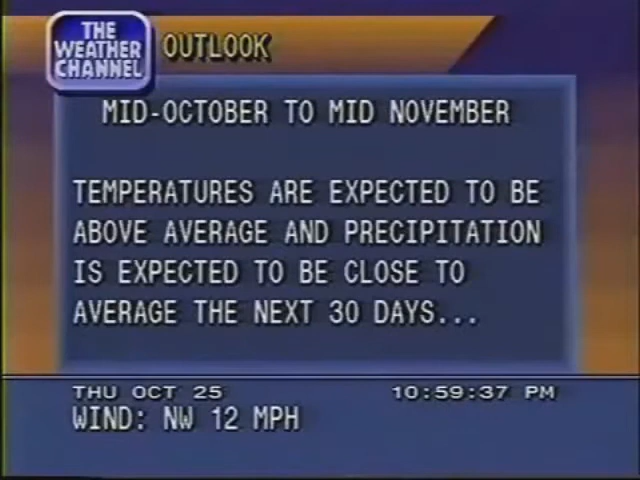 THE
WEATHER
CHANNEL
OUTLOOK
MID-OCTOBER TO MID NOVEMBER
TEMPERATURES ARE EXPECTED TO BE
ABOVE AVERAGE AND PRECIPITATION
IS EXPECTED TO BE CLOSE TO
AVERAGE THE NEXT 30 DAYS...
THU OCT 25 10:59:37 PM
WIND: NW 12 MPH